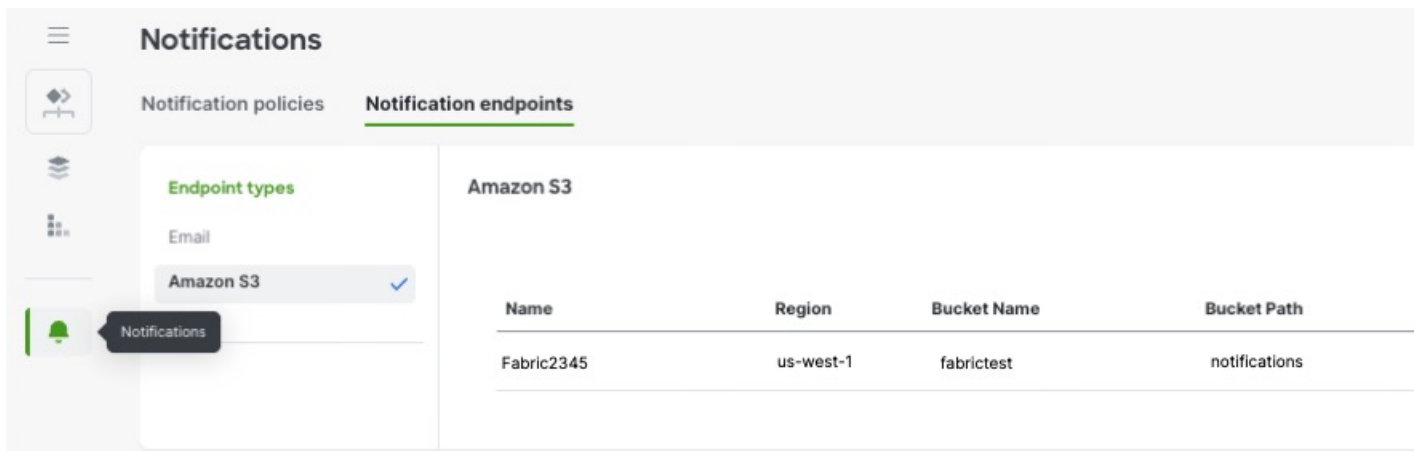 Notifications
Notification policies Notification endpoints
Endpoint types
Email
Amazon S3
Notifications
Amazon S3
Name Region Bucket Name Bucket Path
Fabric2345 us-west-1 fabrictest notifications